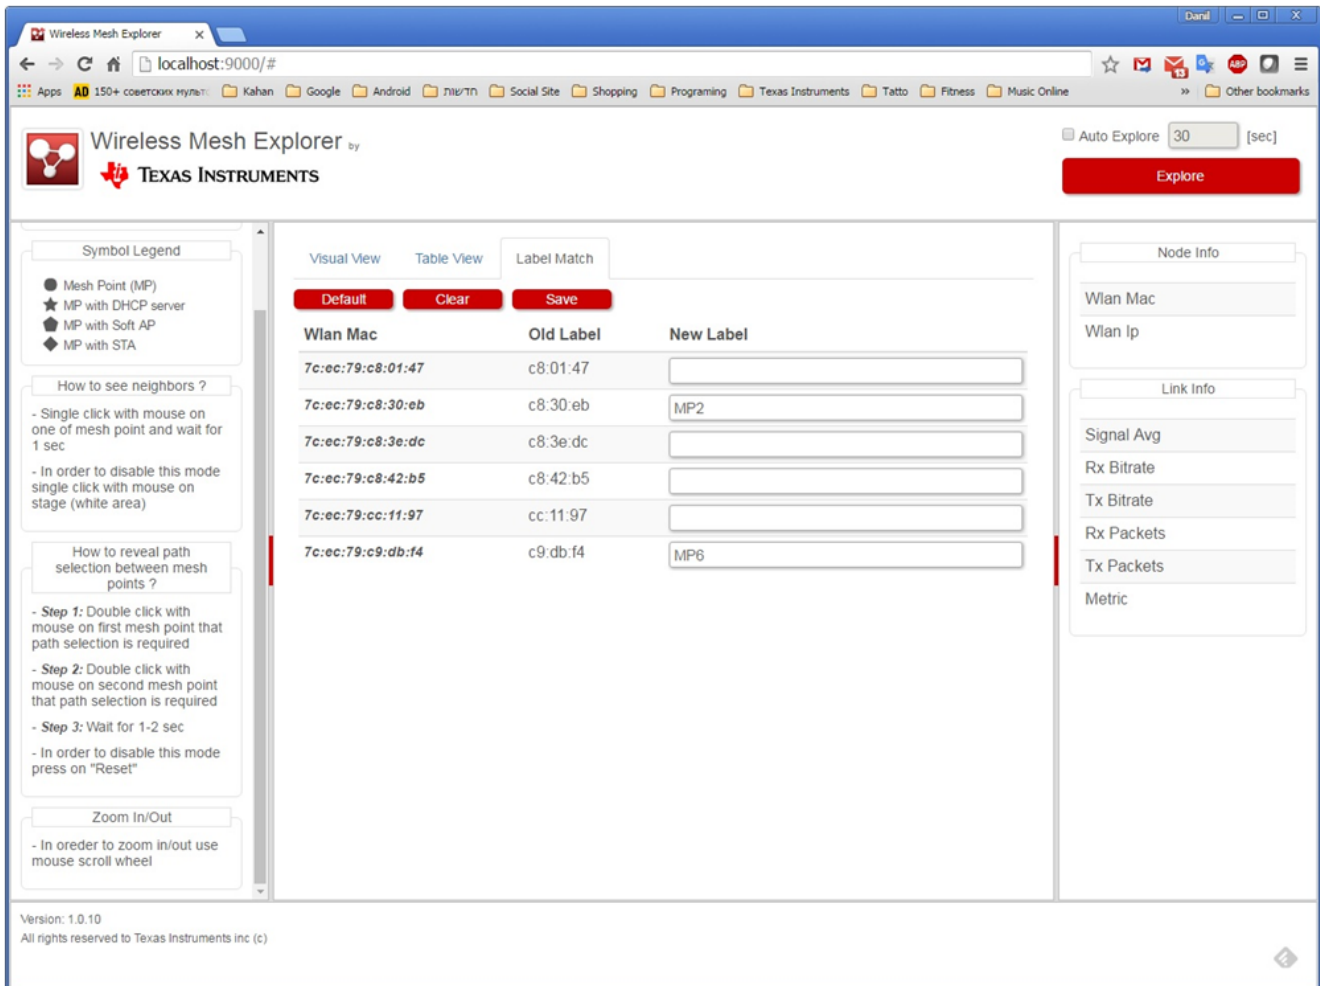 Danil
Wireless Mesh Explorer
localhost:9000/#
13
ABP
Apps
AD 150+ советских мульт
Kahan
Google
Android
חדשות
Social Site
Shopping
Programing
Texas Instruments
Tatto
Fitness
Music Online
»
Other bookmarks
Wireless Mesh Explorer by
TEXAS INSTRUMENTS
Auto Explore 30 [sec]
Explore
Symbol Legend
Mesh Point (MP)
MP with DHCP server
MP with Soft AP
MP with STA
How to see neighbors ?
- Single click with mouse on
one of mesh point and wait for
1 sec
- In order to disable this mode
single click with mouse on
stage (white area)
How to reveal path
selection between mesh
points ?
- Step 1: Double click with
mouse on first mesh point that
path selection is required
- Step 2: Double click with
mouse on second mesh point
that path selection is required
- Step 3: Wait for 1-2 sec
- In order to disable this mode
press on "Reset"
Zoom In/Out
- In oreder to zoom in/out use
mouse scroll wheel
Visual View Table View Label Match
Default Clear Save
Wlan Mac Old Label New Label
7c:ec:79:c8:01:47 c8:01:47
7c:ec:79:c8:30:eb c8:30:eb MP2
7c:ec:79:c8:3e:dc c8:3e:dc
7c:ec:79:c8:42:b5 c8:42:b5
7c:ec:79:cc:11:97 cc:11:97
7c:ec:79:c9:db:f4 c9:db:f4 MP6
Node Info
Wlan Mac
Wlan Ip
Link Info
Signal Avg
Rx Bitrate
Tx Bitrate
Rx Packets
Tx Packets
Metric
Version: 1.0.10
All rights reserved to Texas Instruments inc (c)